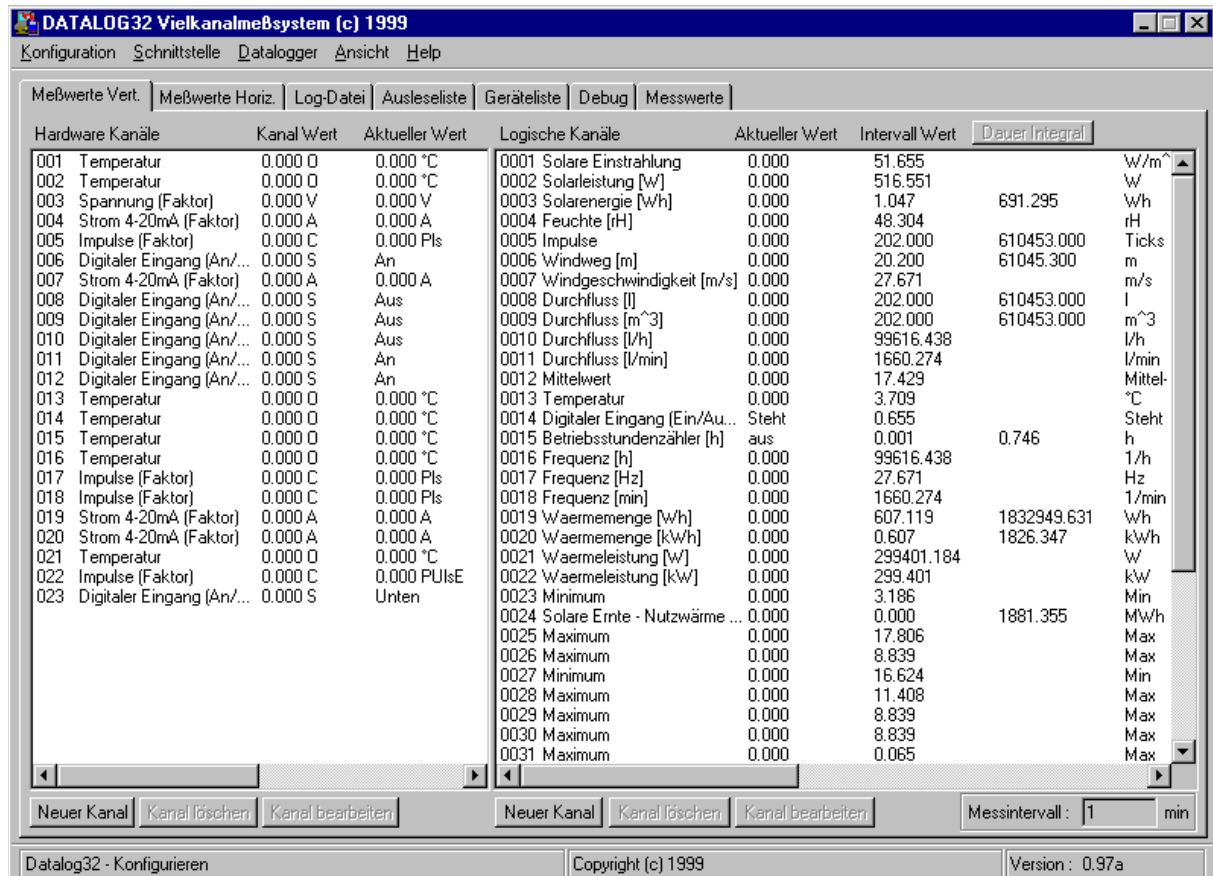 DATALOG32 Vielkanalmeßsystem (c) 1999
Konfiguration Schnittstelle Datalogger Ansicht Help
Meßwerte Vert. Meßwerte Horiz. Log-Datei Ausleseliste Geräteliste Debug Messwerte
Hardware Kanäle Kanal Wert Aktueller Wert
001 Temperatur 0.000 O 0.000 °C
002 Temperatur 0.000 O 0.000 °C
003 Spannung (Faktor) 0.000 V 0.000 V
004 Strom 4-20mA (Faktor) 0.000 A 0.000 A
005 Impulse (Faktor) 0.000 C 0.000 Pls
006 Digitaler Eingang (An/... 0.000 S An
007 Strom 4-20mA (Faktor) 0.000 A 0.000 A
008 Digitaler Eingang (An/... 0.000 S Aus
009 Digitaler Eingang (An/... 0.000 S Aus
010 Digitaler Eingang (An/... 0.000 S Aus
011 Digitaler Eingang (An/... 0.000 S An
012 Digitaler Eingang (An/... 0.000 S An
013 Temperatur 0.000 O 0.000 °C
014 Temperatur 0.000 O 0.000 °C
015 Temperatur 0.000 O 0.000 °C
016 Temperatur 0.000 O 0.000 °C
017 Impulse (Faktor) 0.000 C 0.000 Pls
018 Impulse (Faktor) 0.000 C 0.000 Pls
019 Strom 4-20mA (Faktor) 0.000 A 0.000 A
020 Strom 4-20mA (Faktor) 0.000 A 0.000 A
021 Temperatur 0.000 O 0.000 °C
022 Impulse (Faktor) 0.000 C 0.000 PUlsE
023 Digitaler Eingang (An/... 0.000 S Unten
Neuer Kanal Kanal löschen Kanal bearbeiten
Logische Kanäle Aktueller Wert Intervall Wert Dauer Integral
0001 Solare Einstrahlung 0.000 51.655 W/m^
0002 Solarleistung [W] 0.000 516.551 W
0003 Solarenergie [Wh] 0.000 1.047 691.295 Wh
0004 Feuchte [rH] 0.000 48.304 rH
0005 Impulse 0.000 202.000 610453.000 Ticks
0006 Windweg [m] 0.000 20.200 61045.300 m
0007 Windgeschwindigkeit [m/s] 0.000 27.671 m/s
0008 Durchfluss [l] 0.000 202.000 610453.000 l
0009 Durchfluss [m^3] 0.000 202.000 610453.000 m^3
0010 Durchfluss [l/h] 0.000 99616.438 l/h
0011 Durchfluss [l/min] 0.000 1660.274 l/min
0012 Mittelwert 0.000 17.429 Mittel-
0013 Temperatur 0.000 3.709 °C
0014 Digitaler Eingang (Ein/Au... Steht 0.655 Steht
0015 Betriebsstundenzähler [h] aus 0.001 0.746 h
0016 Frequenz [h] 0.000 99616.438 1/h
0017 Frequenz [Hz] 0.000 27.671 Hz
0018 Frequenz [min] 0.000 1660.274 1/min
0019 Waermemenge [Wh] 0.000 607.119 1832949.631 Wh
0020 Waermemenge [kWh] 0.000 0.607 1826.347 kWh
0021 Waermeleistung [W] 0.000 299401.184 W
0022 Waermeleistung [kW] 0.000 299.401 kW
0023 Minimum 0.000 3.186 Min
0024 Solare Ernte - Nutzwärme ... 0.000 0.000 1881.355 MWh
0025 Maximum 0.000 17.806 Max
0026 Maximum 0.000 8.839 Max
0027 Minimum 0.000 16.624 Min
0028 Maximum 0.000 11.408 Max
0029 Maximum 0.000 8.839 Max
0030 Maximum 0.000 8.839 Max
0031 Maximum 0.000 0.065 Max
Neuer Kanal Kanal löschen Kanal bearbeiten Messintervall : 1 min
Datalog32 - Konfigurieren Copyright (c) 1999 Version : 0.97a